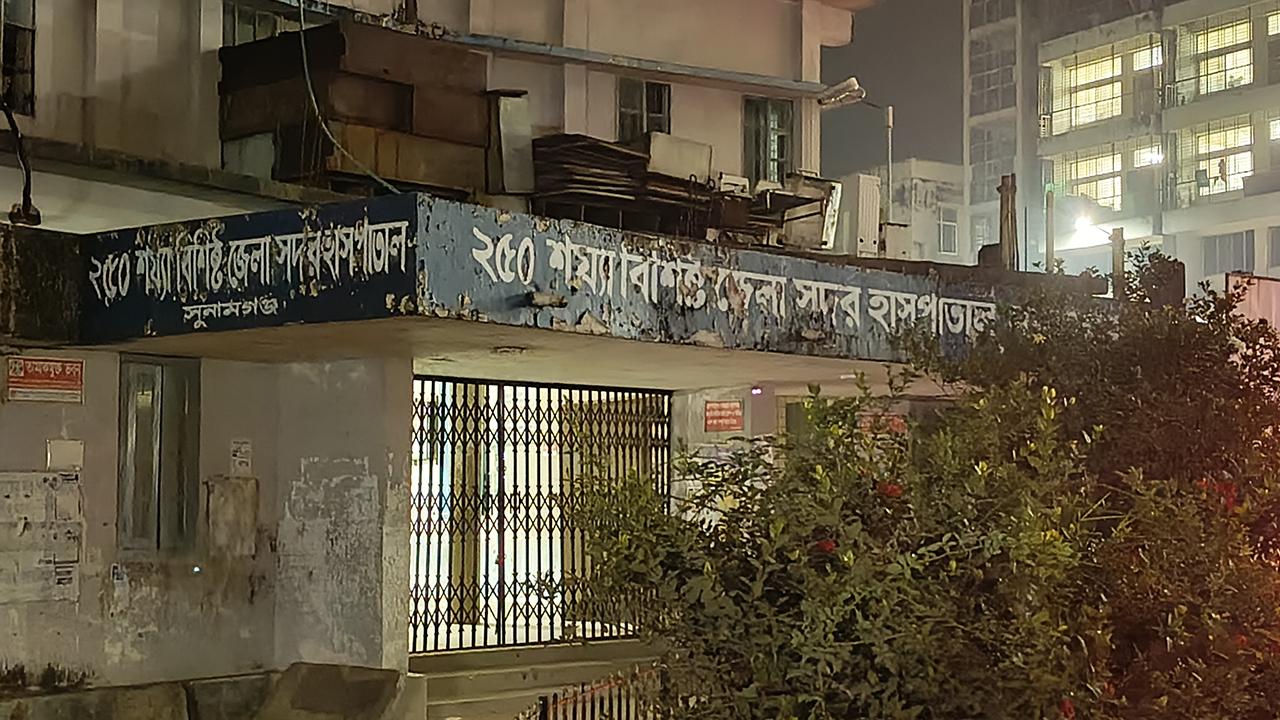 ২৫০ শয্যা বিশিষ্ট জেলা সদর হাসপাতাল
সুনামগঞ্জ
২৫০ শয্যা বিশিষ্ট জেলা সদর হাসপাতাল